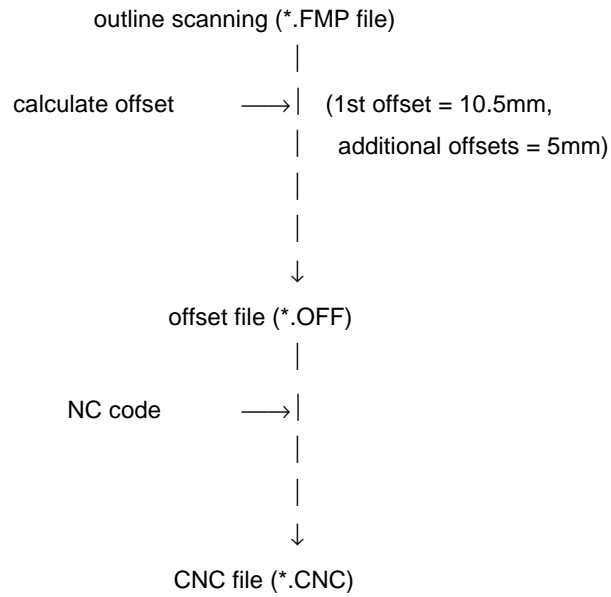 outline scanning (*.FMP file)
calculate offset (1st offset = 10.5mm,
additional offsets = 5mm)
offset file (*.OFF)
NC code
CNC file (*.CNC)